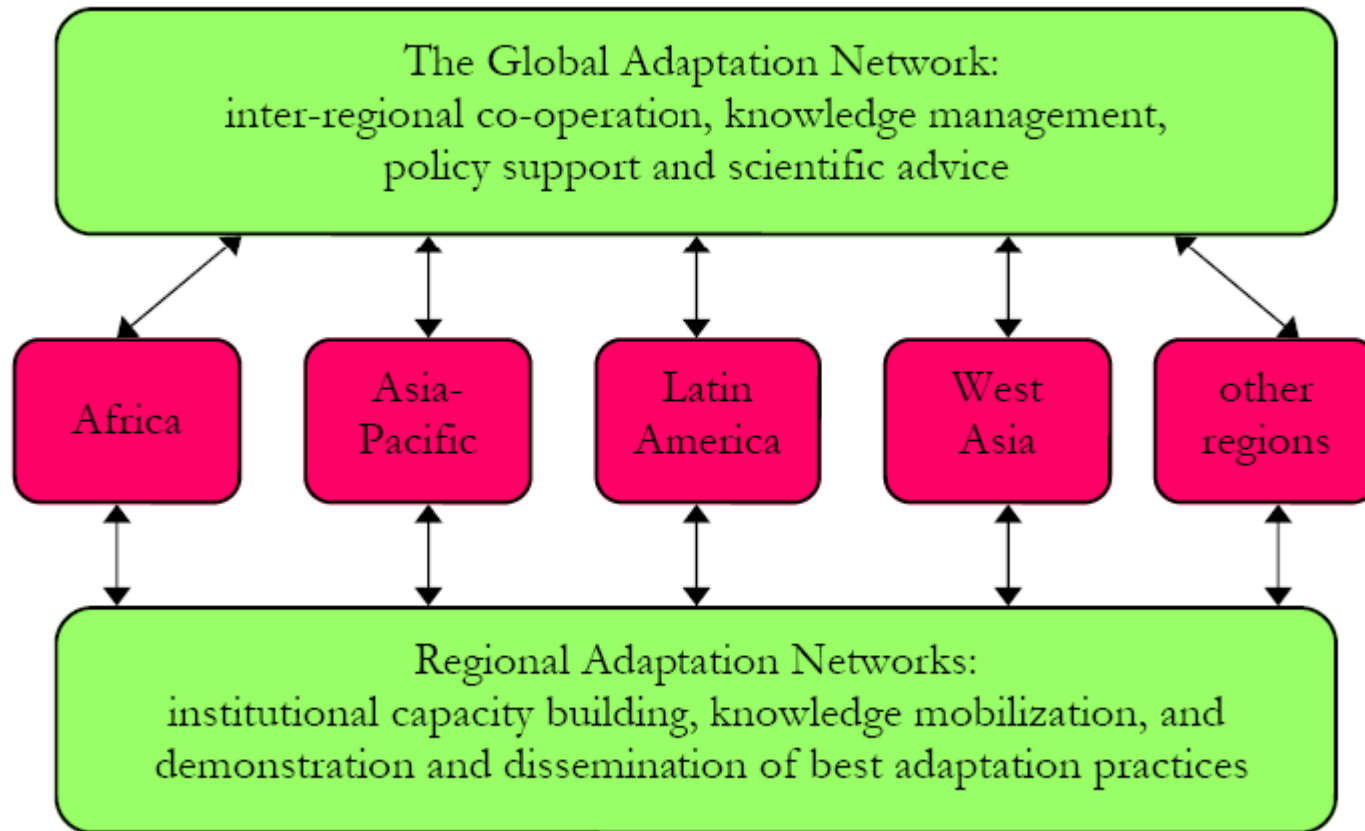 The Global Adaptation Network:
inter-regional co-operation, knowledge management,
policy support and scientific advice
Africa
Asia-
Pacific
Latin
America
West
Asia
other
regions
Regional Adaptation Networks:
institutional capacity building, knowledge mobilization, and
demonstration and dissemination of best adaptation practices